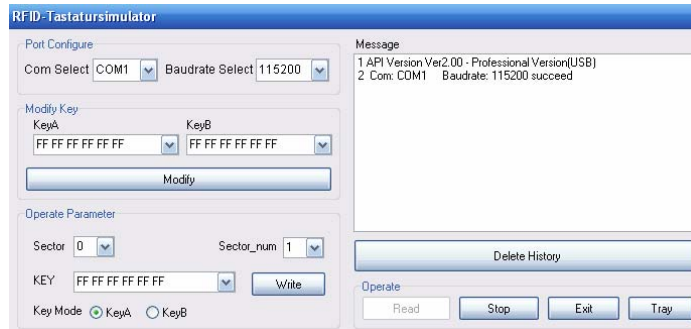 RFID-Tastatursimulator
Port Configure
Com Select COM1 Baudrate Select 115200
Modify Key
KeyA KeyB
FF FF FF FF FF FF FF FF FF FF FF FF
Modify
Operate Parameter
Sector 0 Sector_num 1
KEY FF FF FF FF FF FF Write
Key Mode KeyA KeyB
Message
1 API Version Ver2.00 - Professional Version(USB)
2 Com: COM1 Baudrate: 115200 succeed
Delete History
Operate
Read Stop Exit Tray